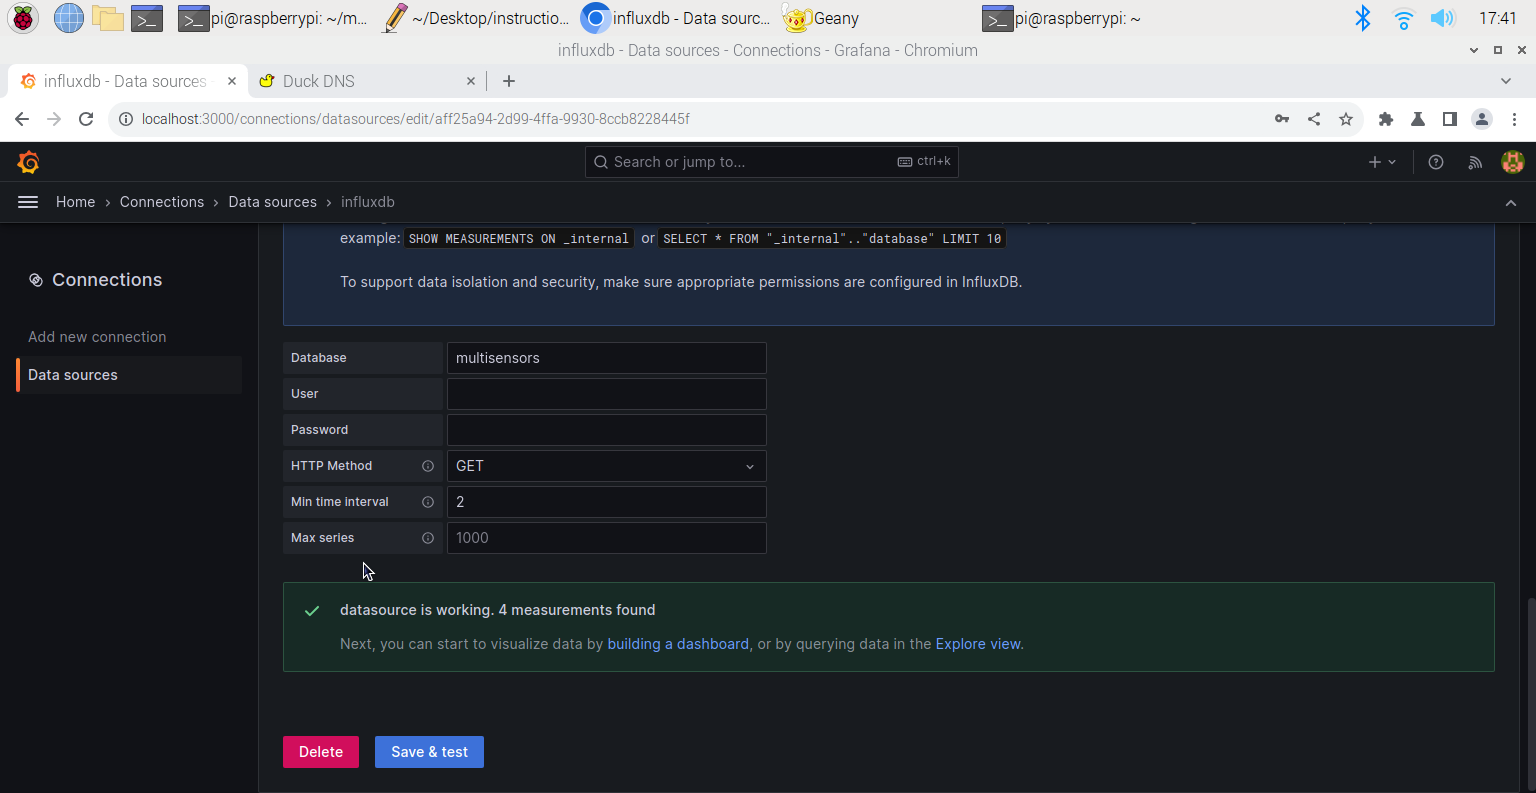 pi@raspberrypi: ~/m... ~/Desktop/instructio... influxdb - Data sourc... Geany pi@raspberrypi: ~ 17:41
influxdb - Data sources - Connections - Grafana - Chromium
influxdb - Data sources - Duck DNS
localhost:3000/connections/datasources/edit/aff25a94-2d99-4ffa-9930-8ccb8228445f
Search or jump to... ctrl+k
Home › Connections › Data sources › influxdb
example: SHOW MEASUREMENTS ON _internal or SELECT * FROM "_internal".."database" LIMIT 10
To support data isolation and security, make sure appropriate permissions are configured in InfluxDB.
Connections
Add new connection
Data sources
Database multisensors
User
Password
HTTP Method GET
Min time interval 2
Max series 1000
datasource is working. 4 measurements found
Next, you can start to visualize data by building a dashboard, or by querying data in the Explore view.
Delete Save & test